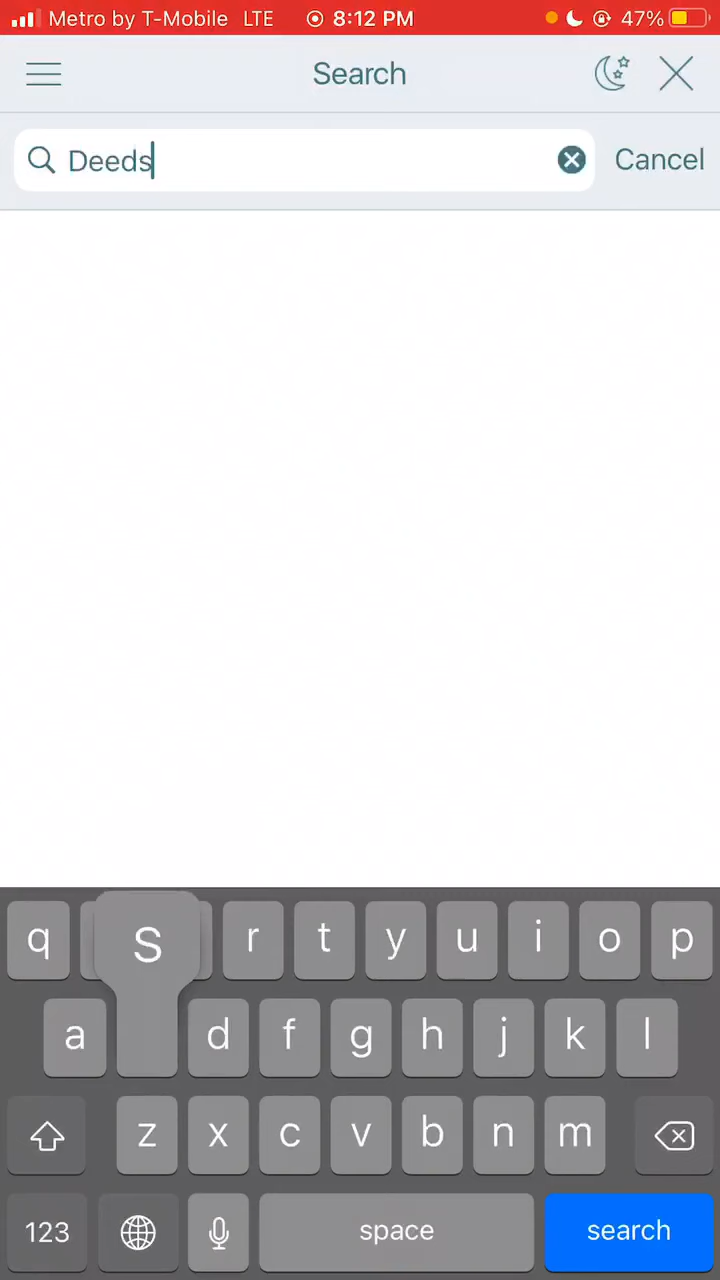 Metro by T-Mobile LTE 8:12 PM 47%
Search
Deeds Cancel
q S r t y u i o p
a d f g h j k l
z x c v b n m
123 space search